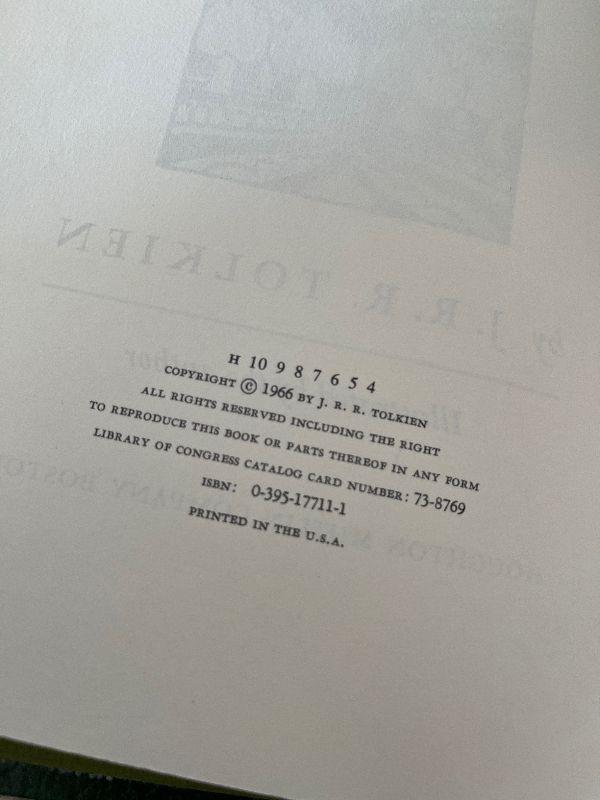 by J. R. R. TOLKIEN
H 10 9 8 7 6 5 4
COPYRIGHT © 1966 BY J. R. R. TOLKIEN
ALL RIGHTS RESERVED INCLUDING THE RIGHT
TO REPRODUCE THIS BOOK OR PARTS THEREOF IN ANY FORM
LIBRARY OF CONGRESS CATALOG CARD NUMBER: 73-8769
ISBN: 0-395-17711-1
PRINTED IN THE U.S.A.